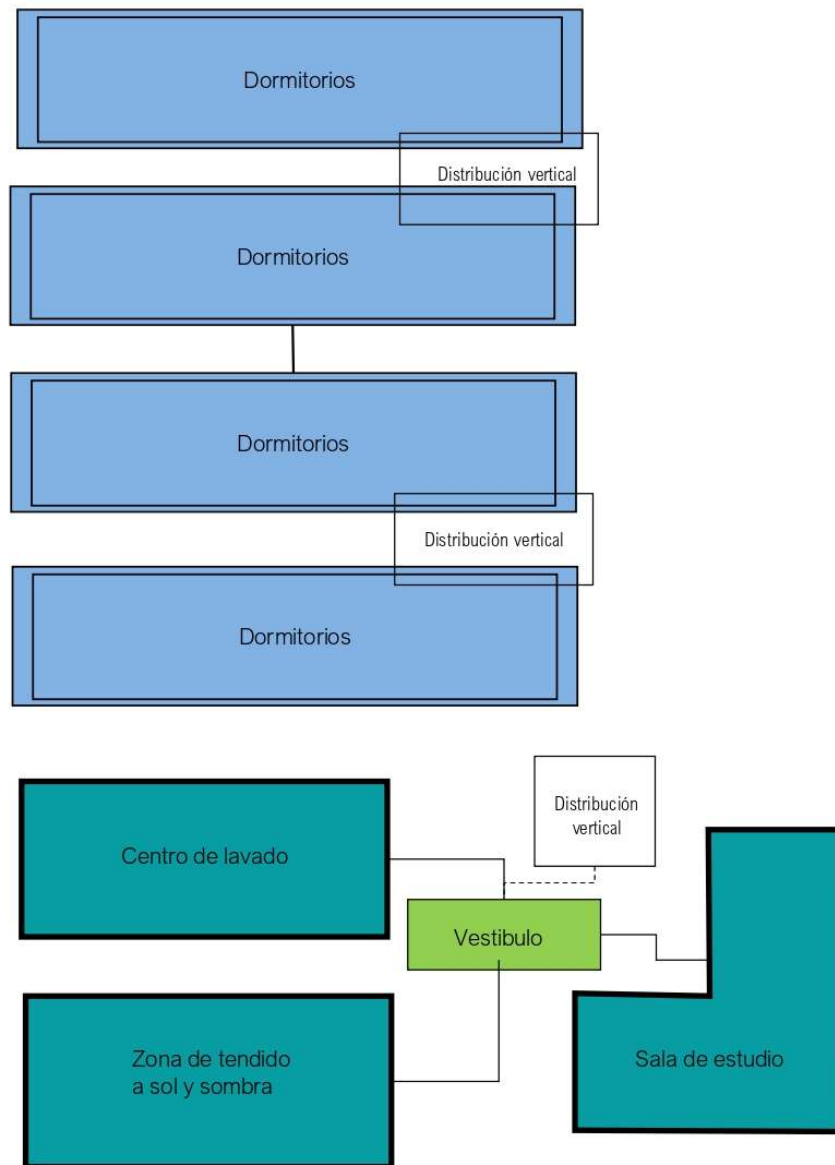 Dormitorios
Distribución vertical
Dormitorios
Dormitorios
Distribución vertical
Dormitorios
Distribución
vertical
Centro de lavado
Vestibulo
Zona de tendido
a sol y sombra
Sala de estudio